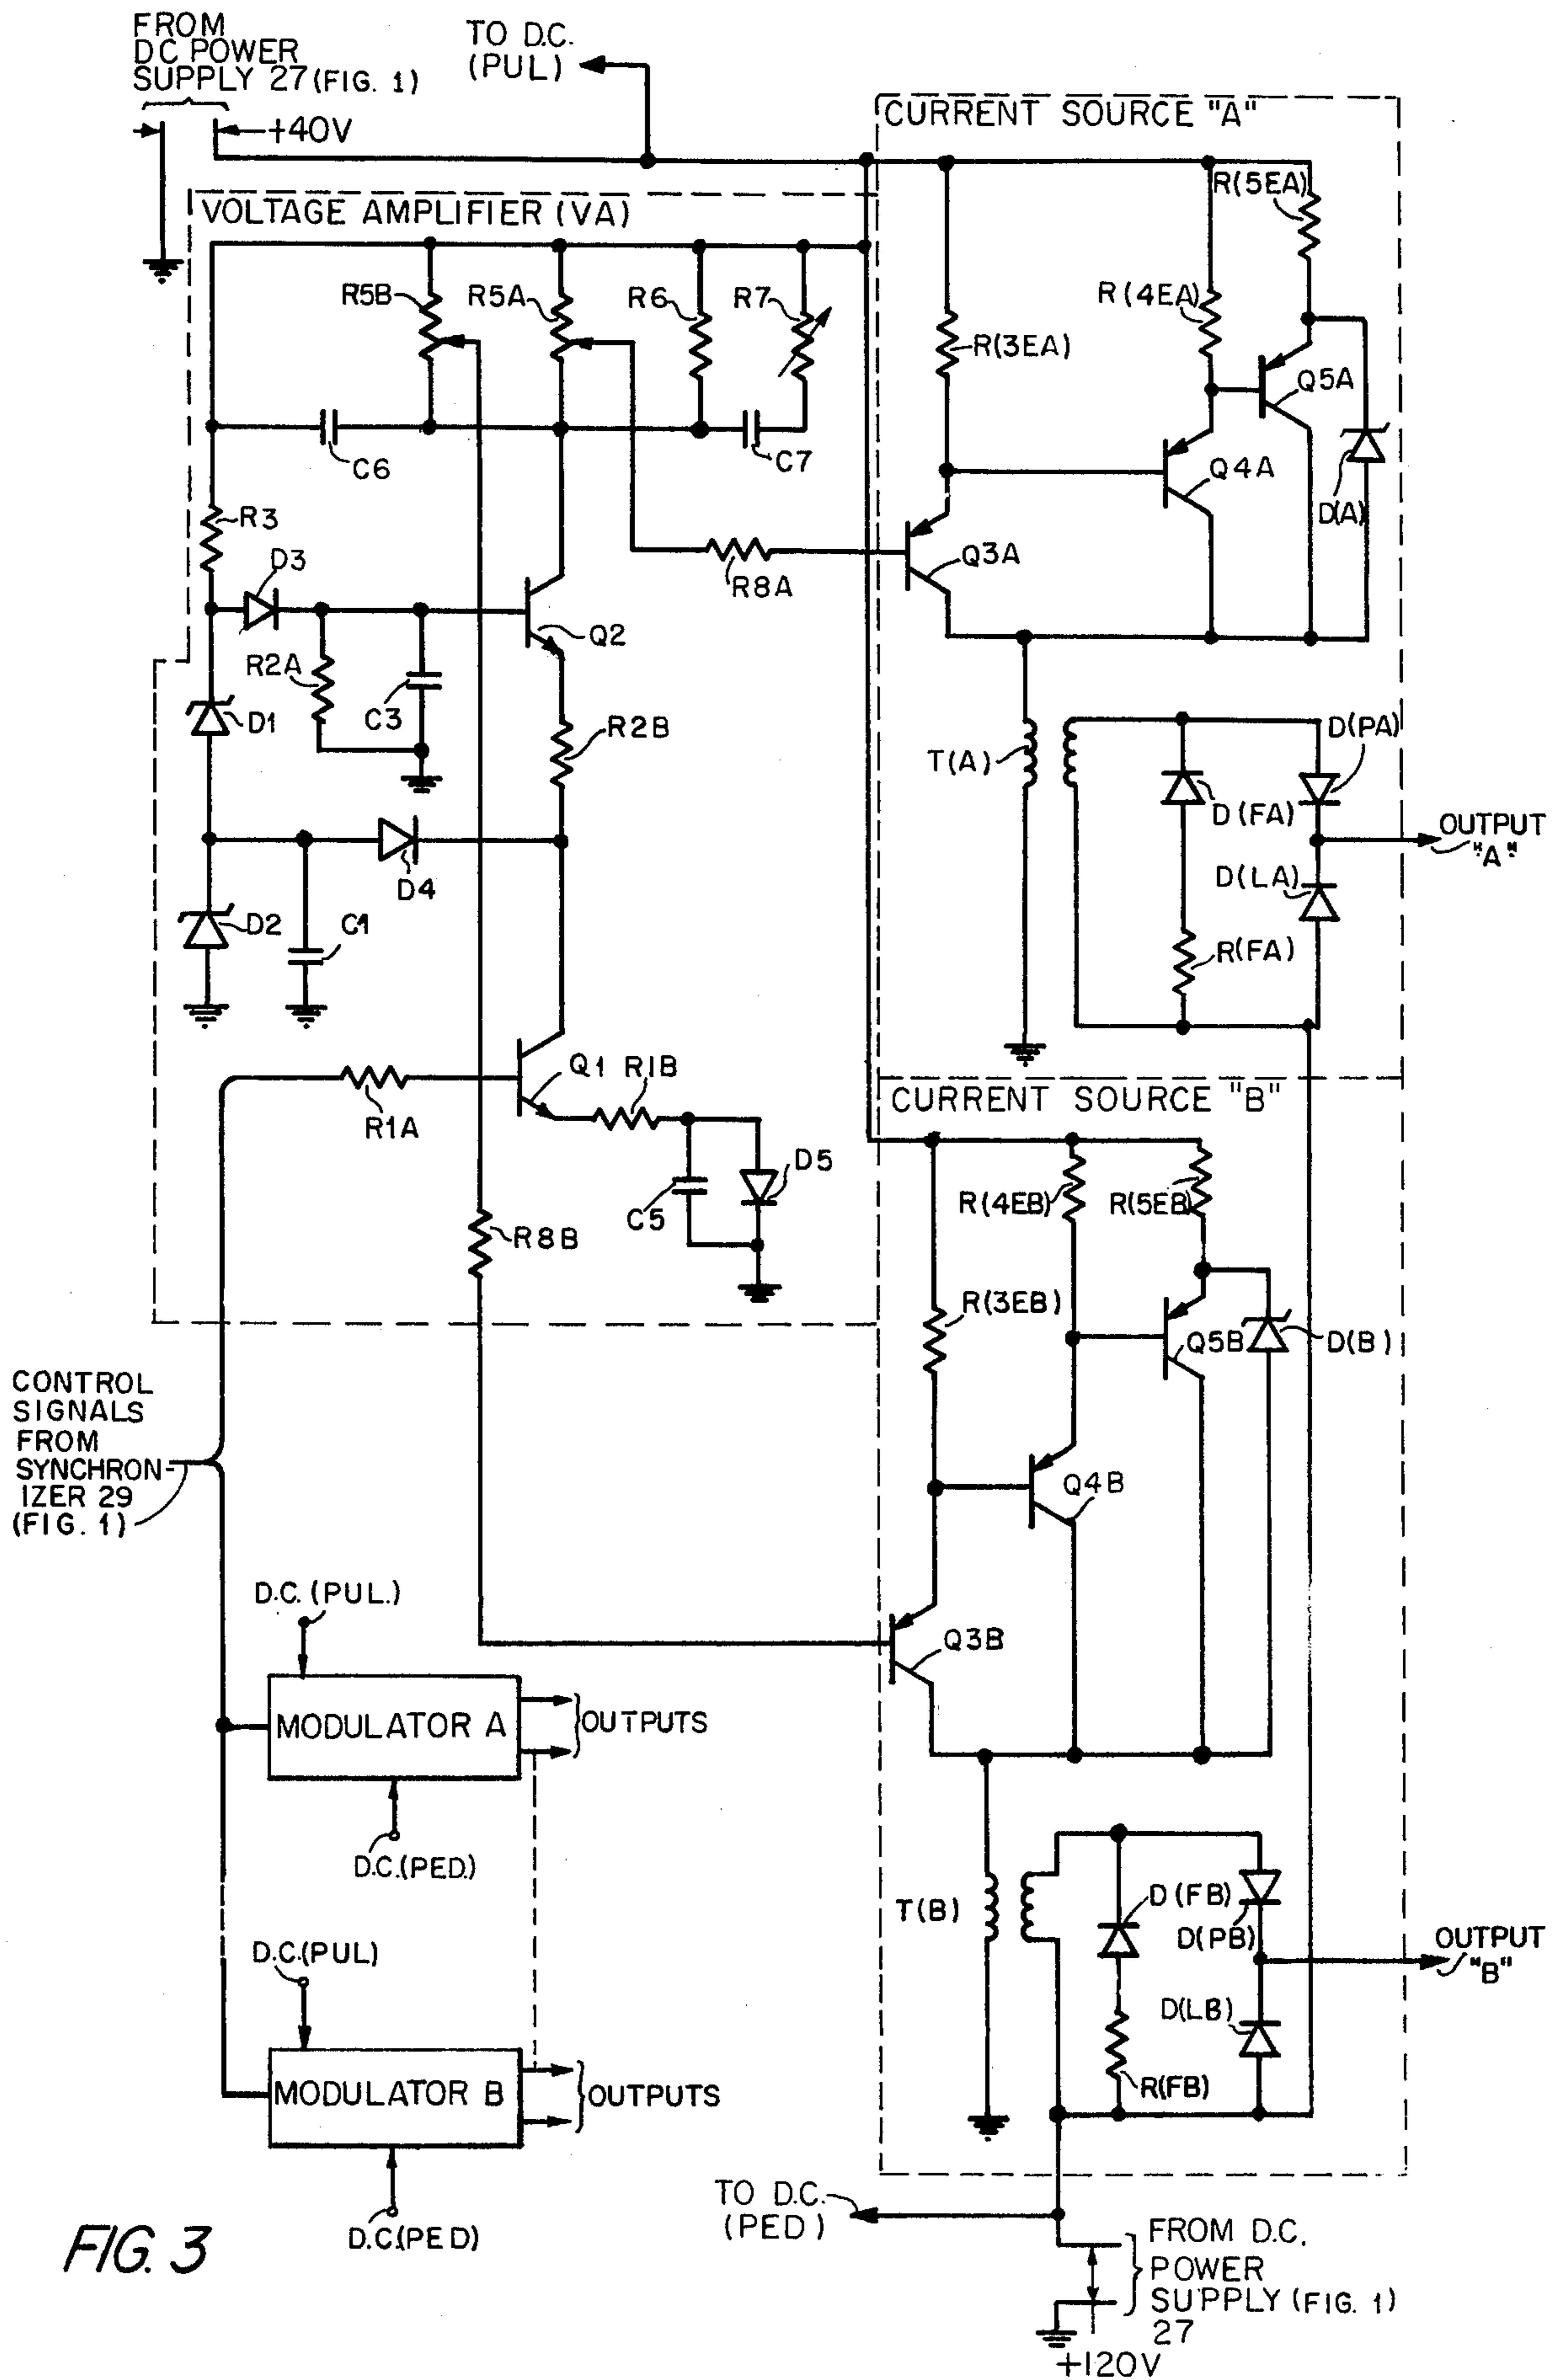 FROM
DC POWER
SUPPLY 27 (FIG. 1)
+40V
TO D.C.
(PUL)
CURRENT SOURCE "A"
VOLTAGE AMPLIFIER (VA)
R(5EA)
R5B
R5A
R6
R7
R(4EA)
R(3EA)
Q5A
C6
C7
Q4A
D(A)
R3
D3
R8A
Q3A
Q2
R2A
C3
D1
R2B
T(A)
D(PA)
D(FA)
OUTPUT
"A"
D4
D(LA)
D2
C1
R(FA)
Q1
R1B
R1A
CURRENT SOURCE "B"
D5
C5
R(4EB)
R(5EB)
R8B
R(3EB)
Q5B
D(B)
CONTROL
SIGNALS
FROM
SYNCHRON-
IZER 29
(FIG. 1)
Q4B
D.C. (PUL.)
Q3B
MODULATOR A
OUTPUTS
D.C.(PED.)
T(B)
D(FB)
D(PB)
OUTPUT
"B"
D.C.(PUL)
D(LB)
R(FB)
MODULATOR B
OUTPUTS
D.C.(PED)
TO D.C.
(PED)
FROM D.C.
POWER
SUPPLY (FIG. 1)
27
+120V
FIG. 3